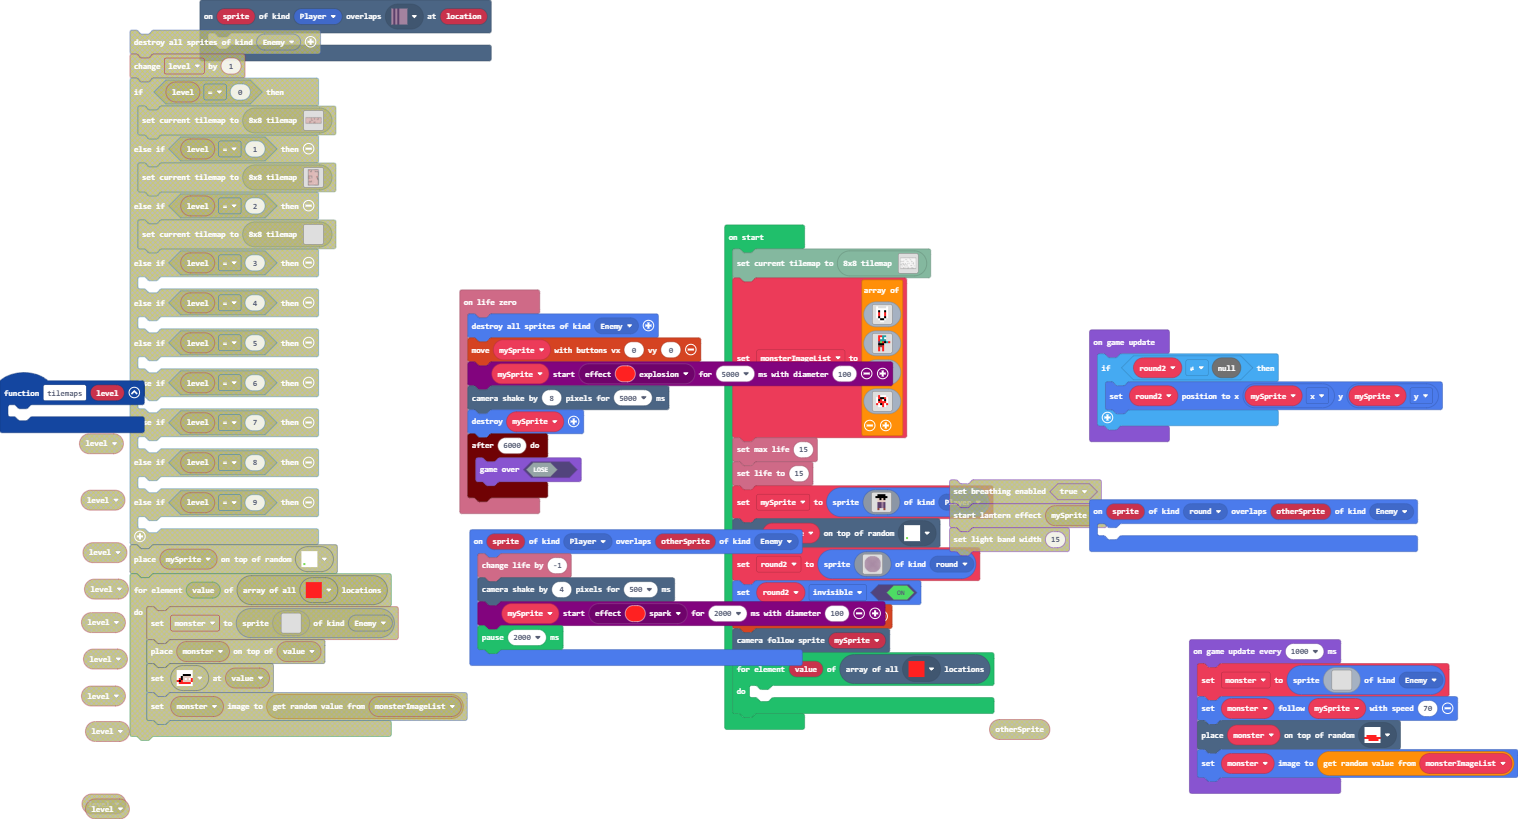 on sprite of kind Player overlaps at location
destroy all sprites of kind Enemy
change level by 1
if level = 0 then
set current tilemap to 8x8 tilemap
else if level = 1 then
set current tilemap to 8x8 tilemap
else if level = 2 then
set current tilemap to 8x8 tilemap
else if level = 3 then
else if level = 4 then
else if level = 5 then
if level = 6 then
if level = 7 then
else if level = 8 then
else if level = 9 then
place mySprite on top of random
for element value of array of all locations
do
set monster to sprite of kind Enemy
place monster on top of value
set at value
set monster image to get random value from monsterImageList
function tilemaps level
level
level
level
level
level
level
level
level
level
on life zero
destroy all sprites of kind Enemy
move mySprite with buttons vx 0 vy 0
mySprite start effect explosion for 5000 ms with diameter 100
camera shake by 8 pixels for 5000 ms
destroy mySprite
after 6000 do
game over LOSE
on sprite of kind Player overlaps otherSprite of kind Enemy
change life by -1
camera shake by 4 pixels for 500 ms
mySprite start effect spark for 2000 ms with diameter 100
pause 2000 ms
on start
set current tilemap to 8x8 tilemap
array of
set monsterImageList to
set max life 15
set life to 15
set mySprite to sprite of kind
on top of random
set round2 to sprite of kind round
set round2 invisible ON
camera follow sprite mySprite
for element value of array of all locations
do
set breathing enabled true
start lantern effect mySprite
set light band width 15
otherSprite
on game update
if round2 ≠ null then
set round2 position to x mySprite x y mySprite y
on sprite of kind round overlaps otherSprite of kind Enemy
on game update every 1000 ms
set monster to sprite of kind Enemy
set monster follow mySprite with speed 70
place monster on top of random
set monster image to get random value from monsterImageList